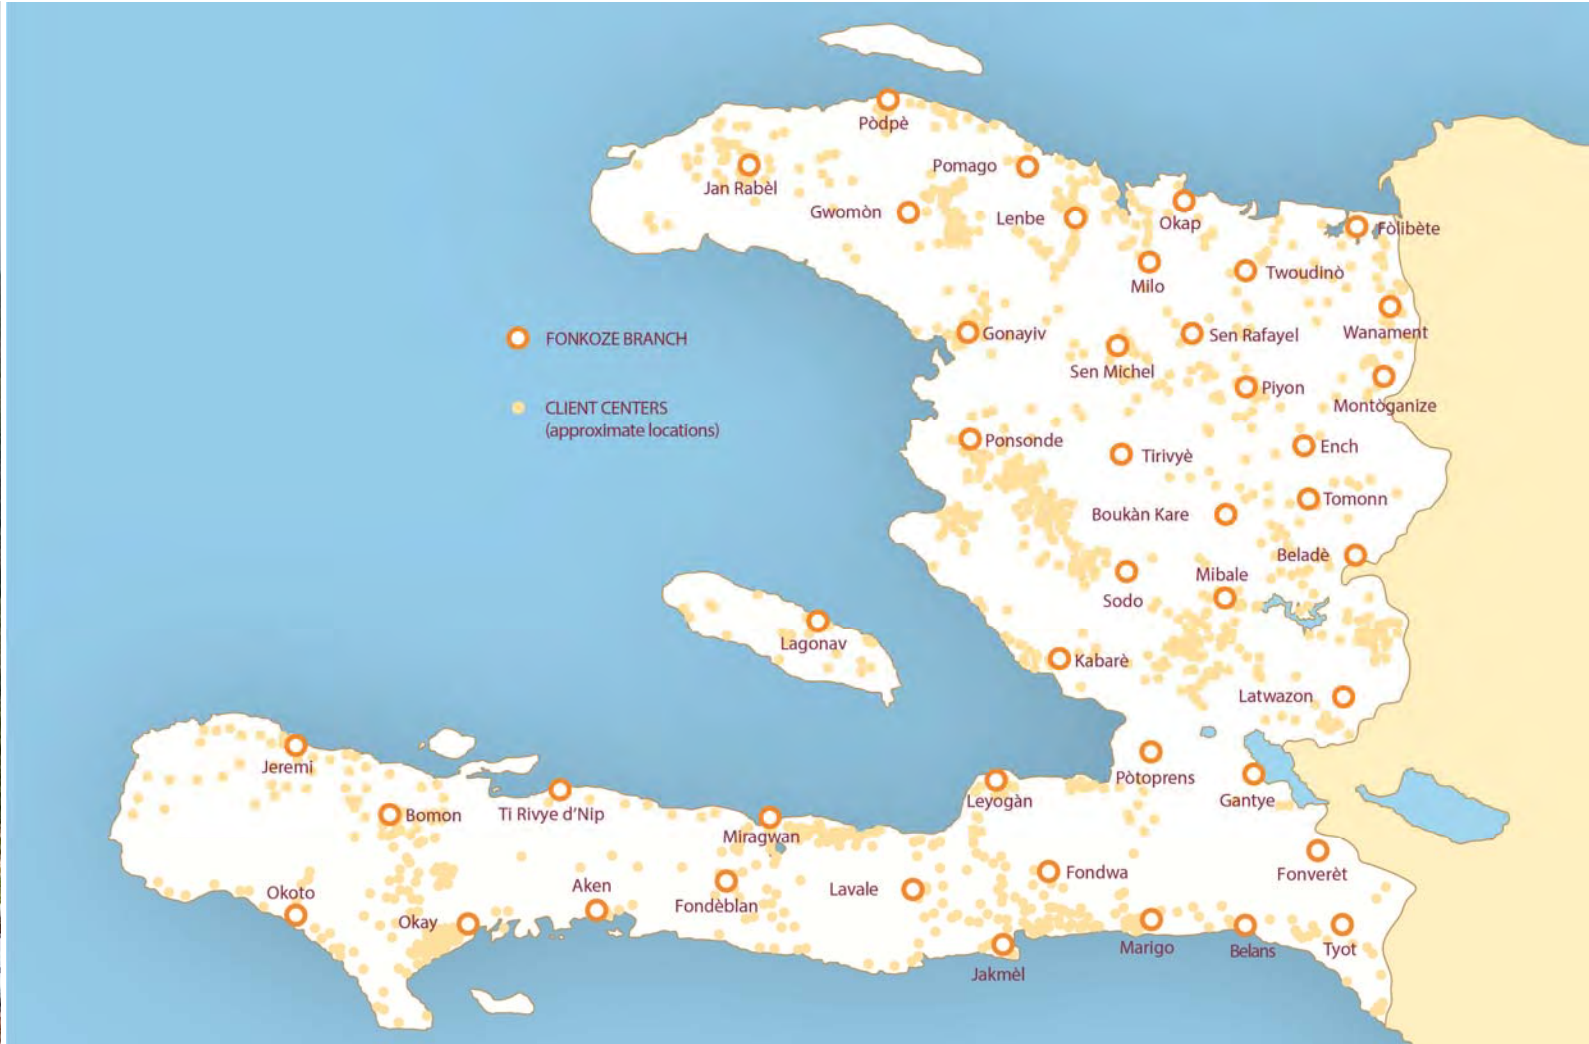 Pòdpè
Pomago
Jan Rabèl
Gwomòn
Lenbe
Okap
Fòlibète
Twoudinò
Milo
Wanament
Gonayiv
Sen Rafayel
FONKOZE BRANCH
Sen Michel
Piyon
Montòganize
CLIENT CENTERS
(approximate locations)
Ponsonde
Ench
Tirivyè
Tomonn
Boukàn Kare
Beladè
Mibale
Sodo
Lagonav
Kabarè
Latwazon
Jeremi
Pòtoprens
Gantye
Leyogàn
Bomon
Ti Rivye d'Nip
Miragwan
Fondwa
Fonverèt
Aken
Lavale
Okoto
Fondèblan
Okay
Marigo
Belans
Tyot
Jakmèl